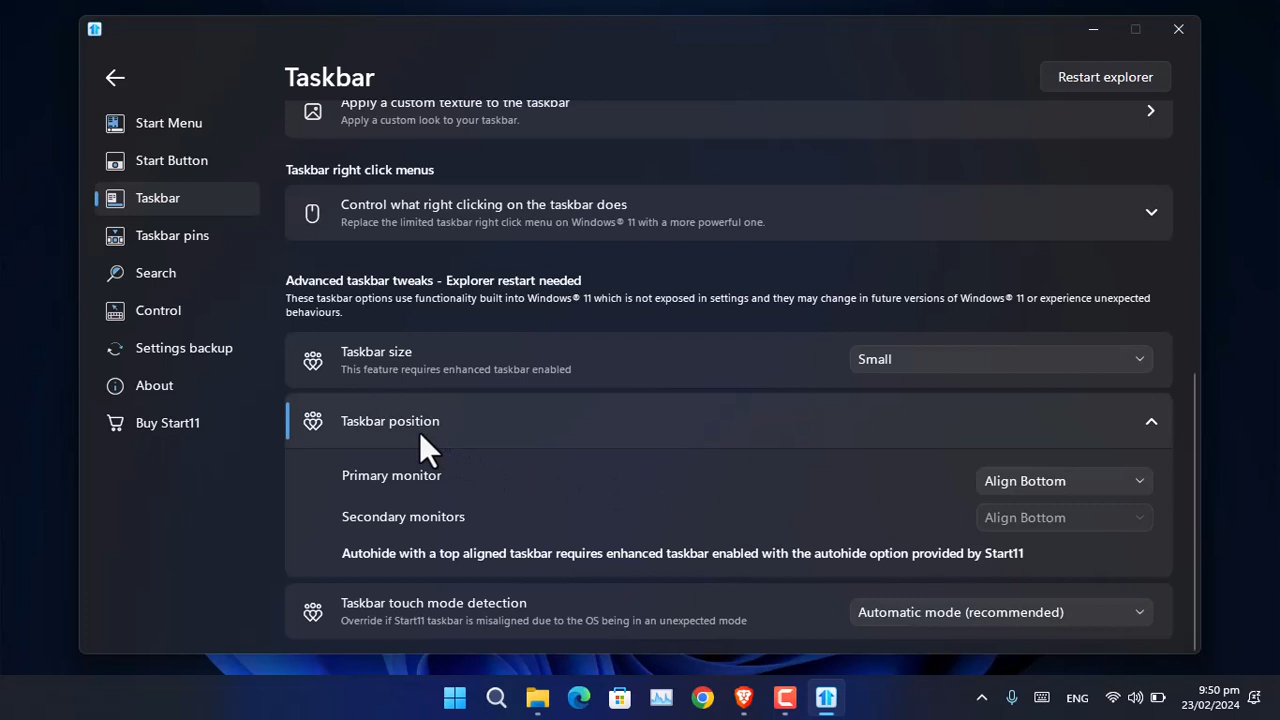 Taskbar
Restart explorer
Start Menu
Start Button
Taskbar
Taskbar pins
Search
Control
Settings backup
About
Buy Start11
Apply a custom texture to the taskbar
Apply a custom look to your taskbar.
Taskbar right click menus
Control what right clicking on the taskbar does
Replace the limited taskbar right click menu on Windows® 11 with a more powerful one.
Advanced taskbar tweaks - Explorer restart needed
These taskbar options use functionality built into Windows® 11 which is not exposed in settings and they may change in future versions of Windows® 11 or experience unexpected
behaviours.
Taskbar size
This feature requires enhanced taskbar enabled
Small
Taskbar position
Primary monitor
Align Bottom
Secondary monitors
Align Bottom
Autohide with a top aligned taskbar requires enhanced taskbar enabled with the autohide option provided by Start11
Taskbar touch mode detection
Override if Start11 taskbar is misaligned due to the OS being in an unexpected mode
Automatic mode (recommended)
ENG
9:50 pm
23/02/2024